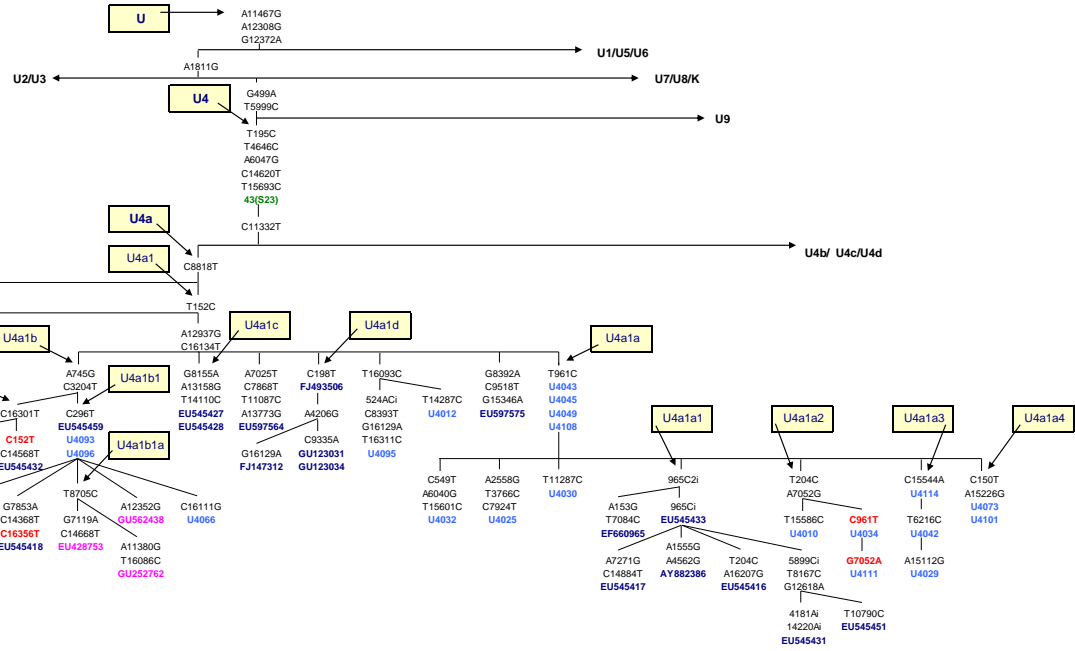 U
A11467G
A12308G
G12372A
U1/U5/U6
A1811G
U2/U3
U7/U8/K
U4
G499A
T5999C
U9
T195C
T4646C
A6047G
C14620T
T15693C
43(S23)
C11332T
U4a
U4b/ U4c/U4d
U4a1
C8818T
T152C
A12937G
C16134T
U4a1b
U4a1c
U4a1d
U4a1a
A745G
C3204T
U4a1b1
C16301T
C152T
C14568T
EU545432
C296T
EU545459
U4093
U4096
U4a1b1a
G7853A
C14368T
C16356T
EU545418
T8705C
G7119A
C14668T
EU428753
A11380G
T16086C
GU252762
A12352G
GU562438
C16111G
U4066
G8155A
A13158G
T14110C
EU545427
EU545428
A7025T
C7868T
T11087C
A13773G
EU597564
C198T
FJ493506
A4206G
G16129A
FJ147312
C9335A
GU123031
GU123034
T16093C
524ACi
C8393T
G16129A
T16311C
U4095
T14287C
U4012
G8392A
C9518T
G15346A
EU597575
T961C
U4043
U4045
U4049
U4108
U4a1a1
U4a1a2
U4a1a3
U4a1a4
C549T
A6040G
T15601C
U4032
A2558G
T3766C
C7924T
U4025
T11287C
U4030
965C2i
A153G
T7084C
EF660965
965Ci
EU545433
A7271G
C14884T
EU545417
A1555G
A4562G
AY882386
T204C
A16207G
EU545416
5899Ci
T8167C
G12618A
4181Ai
14220Ai
EU545431
T10790C
EU545451
T204C
A7052G
T15586C
U4010
C961T
U4034
G7052A
U4111
C15544A
U4114
T6216C
U4042
A15112G
U4029
C150T
A15226G
U4073
U4101